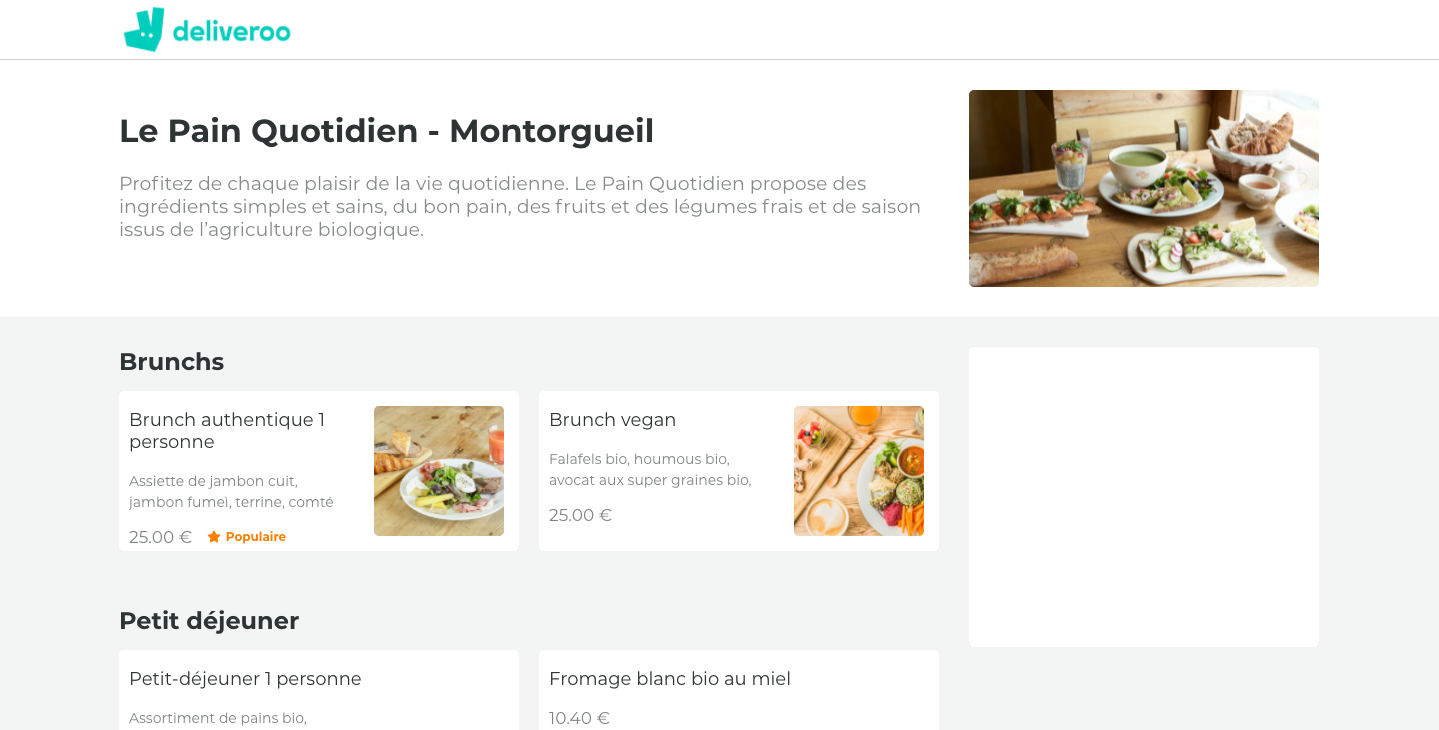 deliveroo
Le Pain Quotidien - Montorgueil
Profitez de chaque plaisir de la vie quotidienne. Le Pain Quotidien propose des
ingrédients simples et sains, du bon pain, des fruits et des légumes frais et de saison
issus de l’agriculture biologique.
Brunchs
Brunch authentique 1
personne
Assiette de jambon cuit,
jambon fumeì, terrine, comté
25.00 €
Populaire
Brunch vegan
Falafels bio, houmous bio,
avocat aux super graines bio,
25.00 €
Petit déjeuner
Petit-déjeuner 1 personne
Assortiment de pains bio,
Fromage blanc bio au miel
10.40 €